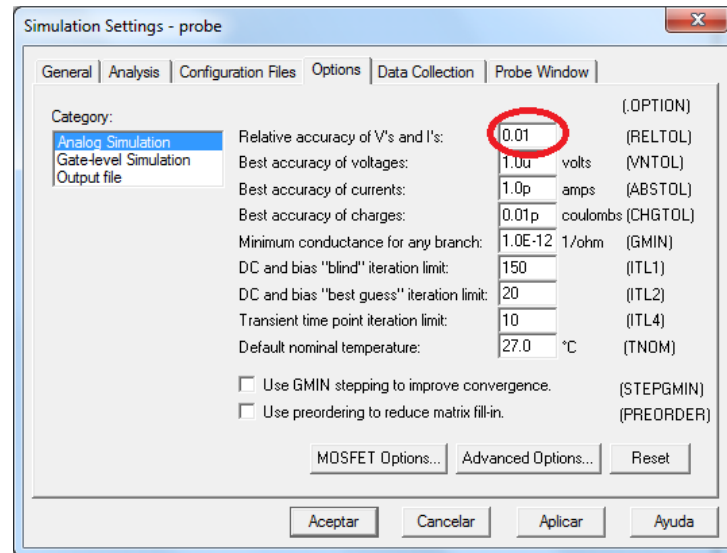 Simulation Settings - probe
General Analysis Configuration Files Options Data Collection Probe Window
(.OPTION)
Category:
Analog Simulation
Gate-level Simulation
Output file
Relative accuracy of V's and I's: 0.01 (RELTOL)
Best accuracy of voltages: 1.0u volts (VNTOL)
Best accuracy of currents: 1.0p amps (ABSTOL)
Best accuracy of charges: 0.01p coulombs (CHGTOL)
Minimum conductance for any branch: 1.0E-12 1/ohm (GMIN)
DC and bias "blind" iteration limit: 150 (ITL1)
DC and bias "best guess" iteration limit: 20 (ITL2)
Transient time point iteration limit: 10 (ITL4)
Default nominal temperature: 27.0 °C (TNOM)
Use GMIN stepping to improve convergence. (STEPGMIN)
Use preordering to reduce matrix fill-in. (PREORDER)
MOSFET Options... Advanced Options... Reset
Aceptar Cancelar Aplicar Ayuda